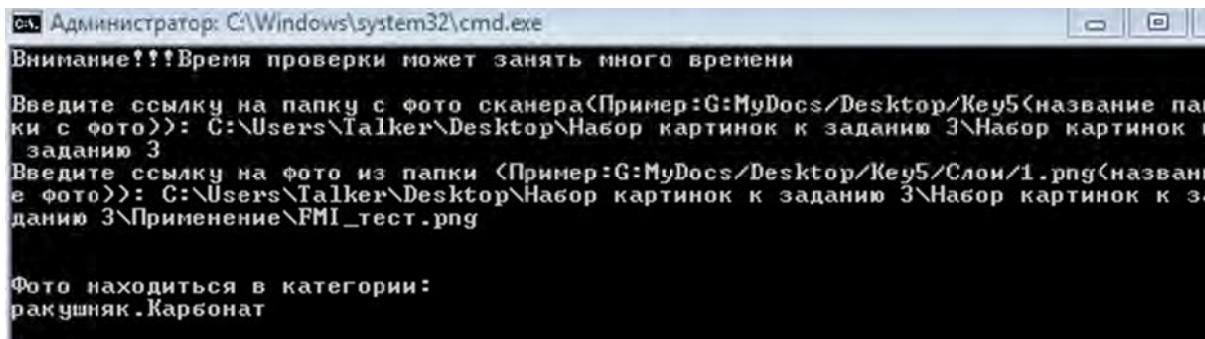 Администратор: C:\Windows\system32\cmd.exe
Внимание!!!Время проверки может занять много времени
Введите ссылку на папку с фото сканера(Пример:G:MyDocs/Desktop/Key5(название пап
ки с фото)): C:\Users\Talker\Desktop\Набор картинок к заданию 3\Набор картинок
заданию 3
Введите ссылку на фото из папки (Пример:G:MyDocs/Desktop/Key5/Слои/1.png(названи
е фото)): C:\Users\Talker\Desktop\Набор картинок к заданию 3\Набор картинок к за
данию 3\Применение\FMI_тест.png
Фото находиться в категории:
ракушняк.Карбонат